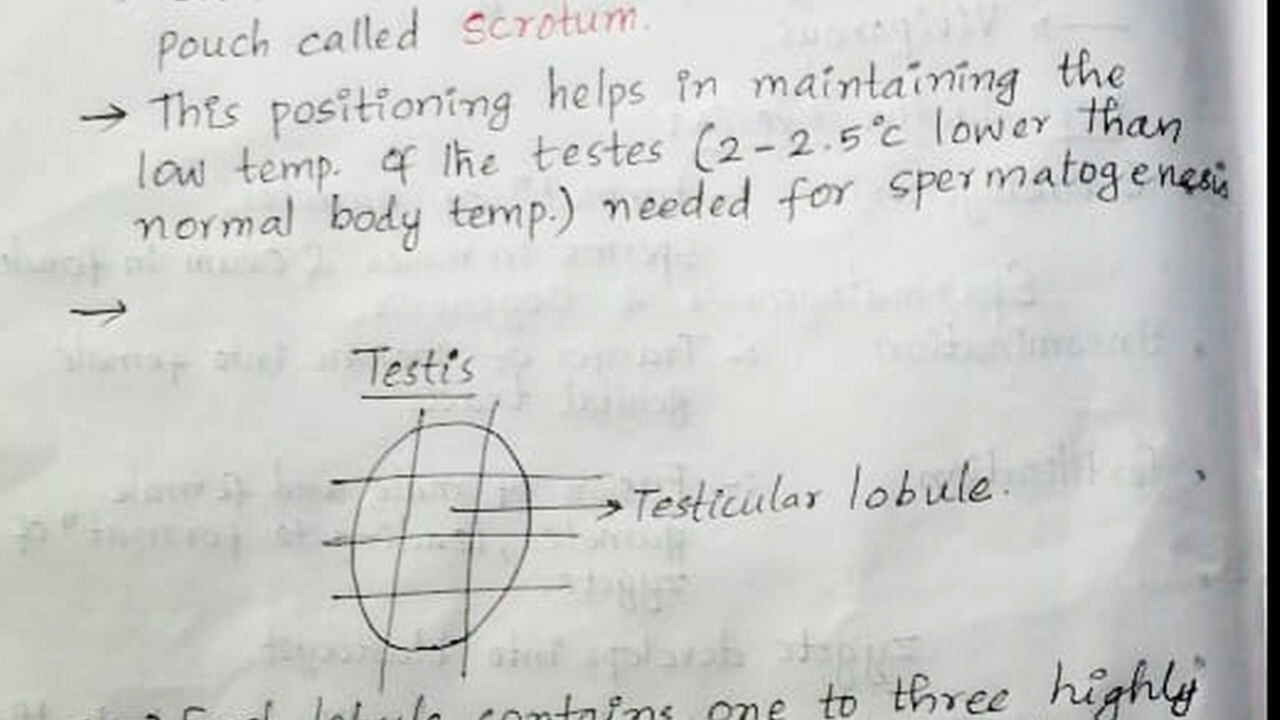 pouch called scrotum.
→ This positioning helps in maintaining the
low temp. of the testes (2-2.5°c lower than
normal body temp.) needed for spermatogenesis
→
Testis
→ Testicular lobule.
Each lobule contains one to three highly